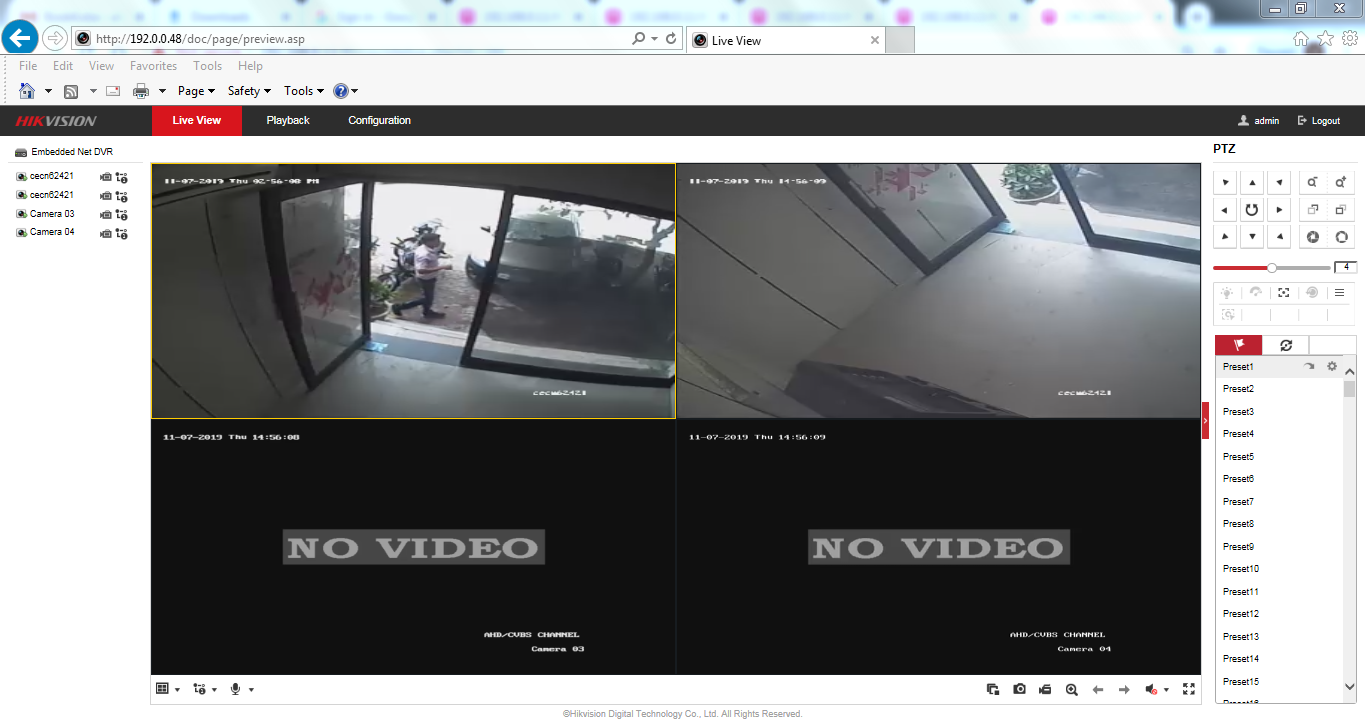 http://192.0.0.48/doc/page/preview.asp
Live View
File Edit View Favorites Tools Help
Page Safety Tools
HIKVISION Live View Playback Configuration admin Logout
Embedded Net DVR
cecn62421
cecn62421
Camera 03
Camera 04
11-07-2019 Thu 02:56:08 PM
11-07-2019 Thu 14:56:09
11-07-2019 Thu 14:56:08
NO VIDEO
AHD/CVBS CHANNEL
Camera 03
11-07-2019 Thu 14:56:09
NO VIDEO
AHD/CVBS CHANNEL
Camera 04
PTZ
4
Preset1
Preset2
Preset3
Preset4
Preset5
Preset6
Preset7
Preset8
Preset9
Preset10
Preset11
Preset12
Preset13
Preset14
Preset15
©Hikvision Digital Technology Co., Ltd. All Rights Reserved.